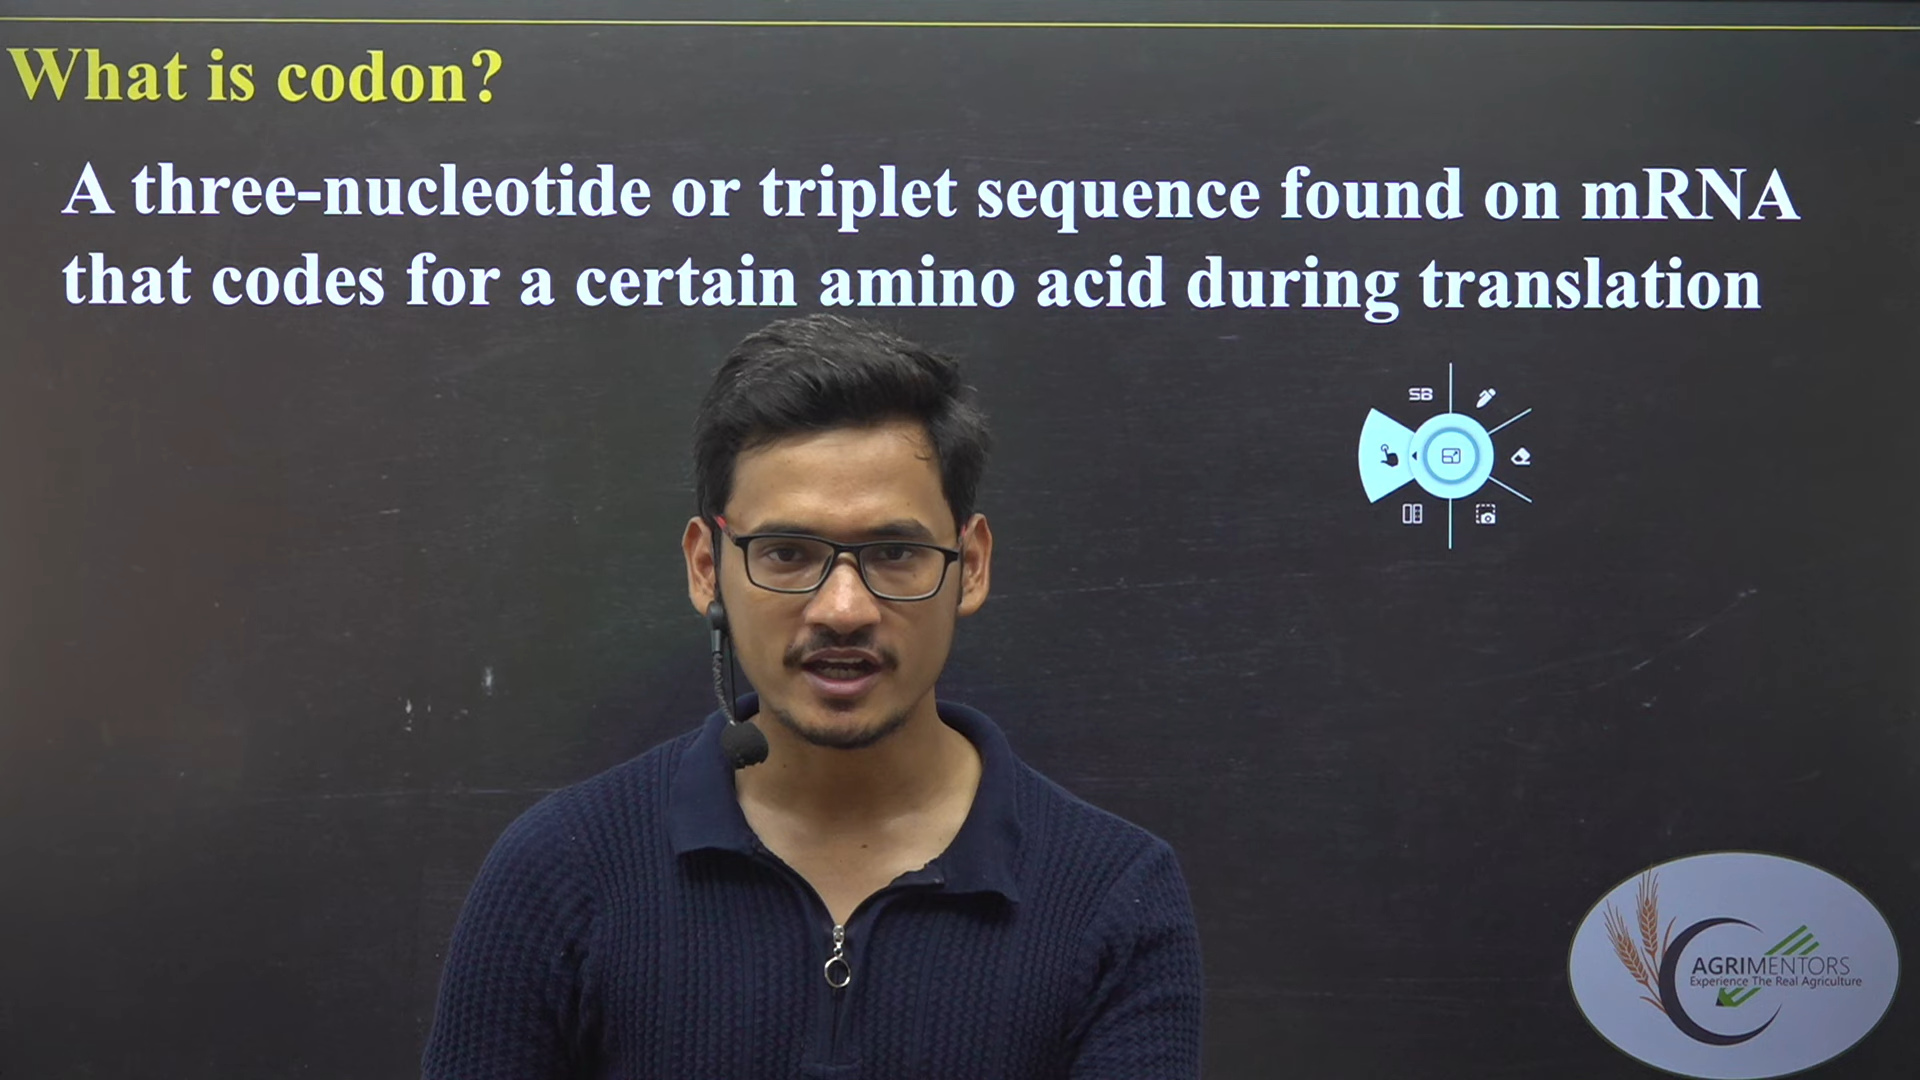 What is codon?
A three-nucleotide or triplet sequence found on mRNA
that codes for a certain amino acid during translation
SB
AGRIMENTORS
Experience The Real Agriculture